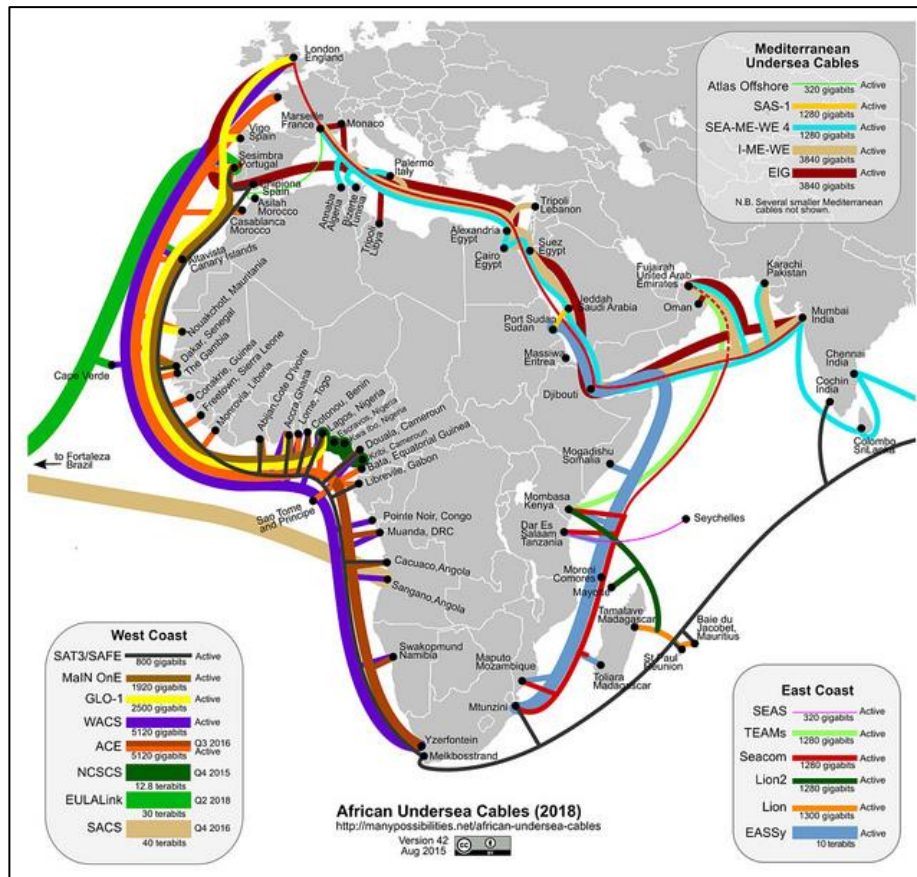 London
England
Vigo
Spain
Sesimbra
Portugal
Chipiona
Spain
Asilah
Morocco
Casablanca
Morocco
Altavista
Canary Islands
Marseille
France
Monaco
Palermo
Italy
Annaba
Algeria
Bizerte
Tunisia
Tripoli
Libya
Tripoli
Lebanon
Alexandria
Egypt
Cairo
Egypt
Suez
Egypt
Jeddah
Saudi Arabia
Port Sudan
Sudan
Massiwa
Eritrea
Djibouti
Fujairah
United Arab
Emirates
Oman
Karachi
Pakistan
Mumbai
India
Chennai
India
Cochin
India
Colombo
SriLanka
Mediterranean
Undersea Cables
Atlas Offshore
320 gigabits
Active
SAS-1
1280 gigabits
Active
SEA-ME-WE 4
1280 gigabits
Active
I-ME-WE
3840 gigabits
Active
EIG
3840 gigabits
Active
N.B. Several smaller Mediterranean
cables not shown.
Nouakchott, Mauritania
Dakar, Senegal
The Gambia
Cape Verde
Conakrie, Guinea
Freetown, Sierra Leone
Monrovia, Liberia
Abijan,Cote D'ivoire
Accra,Ghana
Lome, Togo
Cotonou, Benin
Lagos, Nigeria
Escravos, Nigeria
Kwa Ibo, Nigeria
Douala, Cameroun
Kribi, Cameroun
Bata, Equatorial Guinea
Librevile, Gabon
to Fortaleza
Brazil
Sao Tome
and Principe
Pointe Noir, Congo
Muanda, DRC
Cacuaco,Angola
Sangano,Angola
Swakopmund
Namibia
Yzerfontein
Melkbosstrand
Mogadishu
Somalia
Mombasa
Kenya
Dar Es
Salaam
Tanzania
Seychelles
Moroni
Comores
Mayotte
Tamatave
Madagascar
Baie du
Jacobet,
Mauritius
St Paul
Reunion
Toliara
Madagascar
Maputo
Mozambique
Mtunzini
West Coast
SAT3/SAFE
800 gigabits
Active
MaIN OnE
1920 gigabits
Active
GLO-1
2500 gigabits
Active
WACS
5120 gigabits
Active
ACE
5120 gigabits
Q3 2016
Active
NCSCS
12.8 terabits
Q4 2015
EULALink
30 terabits
Q2 2018
SACS
40 terabits
Q4 2016
East Coast
SEAS
320 gigabits
Active
TEAMs
1280 gigabits
Active
Seacom
1280 gigabits
Active
Lion2
1280 gigabits
Active
Lion
1300 gigabits
Active
EASSy
10 terabits
Active
African Undersea Cables (2018)
http://manypossibilities.net/african-undersea-cables
Version 42
Aug 2015